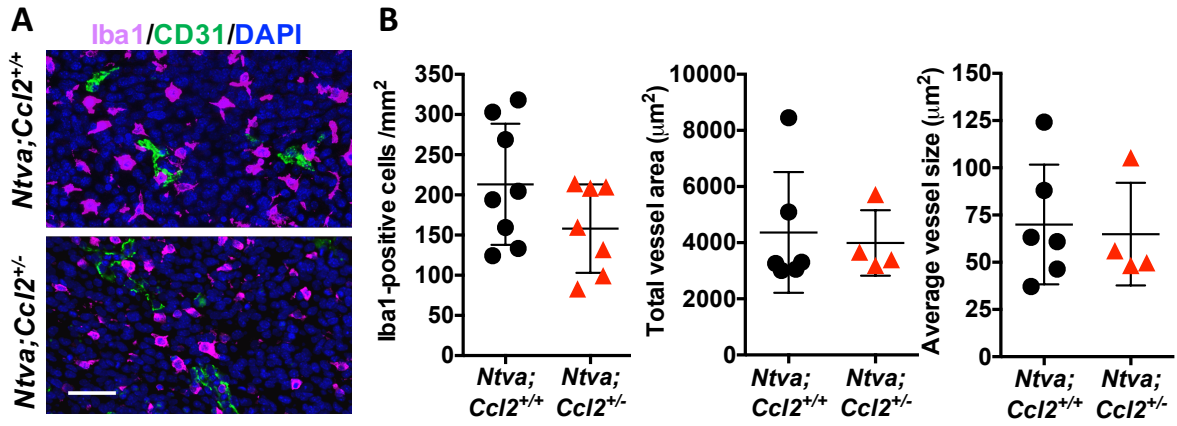 A
Iba1/CD31/DAPI
Ntva;Ccl2+/+
Ntva;Ccl2+/-
B
Iba1-positive cells /mm2
350
300
250
200
150
100
50
0
Ntva;
Ccl2+/+
Ntva;
Ccl2+/-
Total vessel area (μm2)
10000
8000
6000
4000
2000
0
Ntva;
Ccl2+/+
Ntva;
Ccl2+/-
Average vessel size (μm2)
150
125
100
75
50
25
0
Ntva;
Ccl2+/+
Ntva;
Ccl2+/-